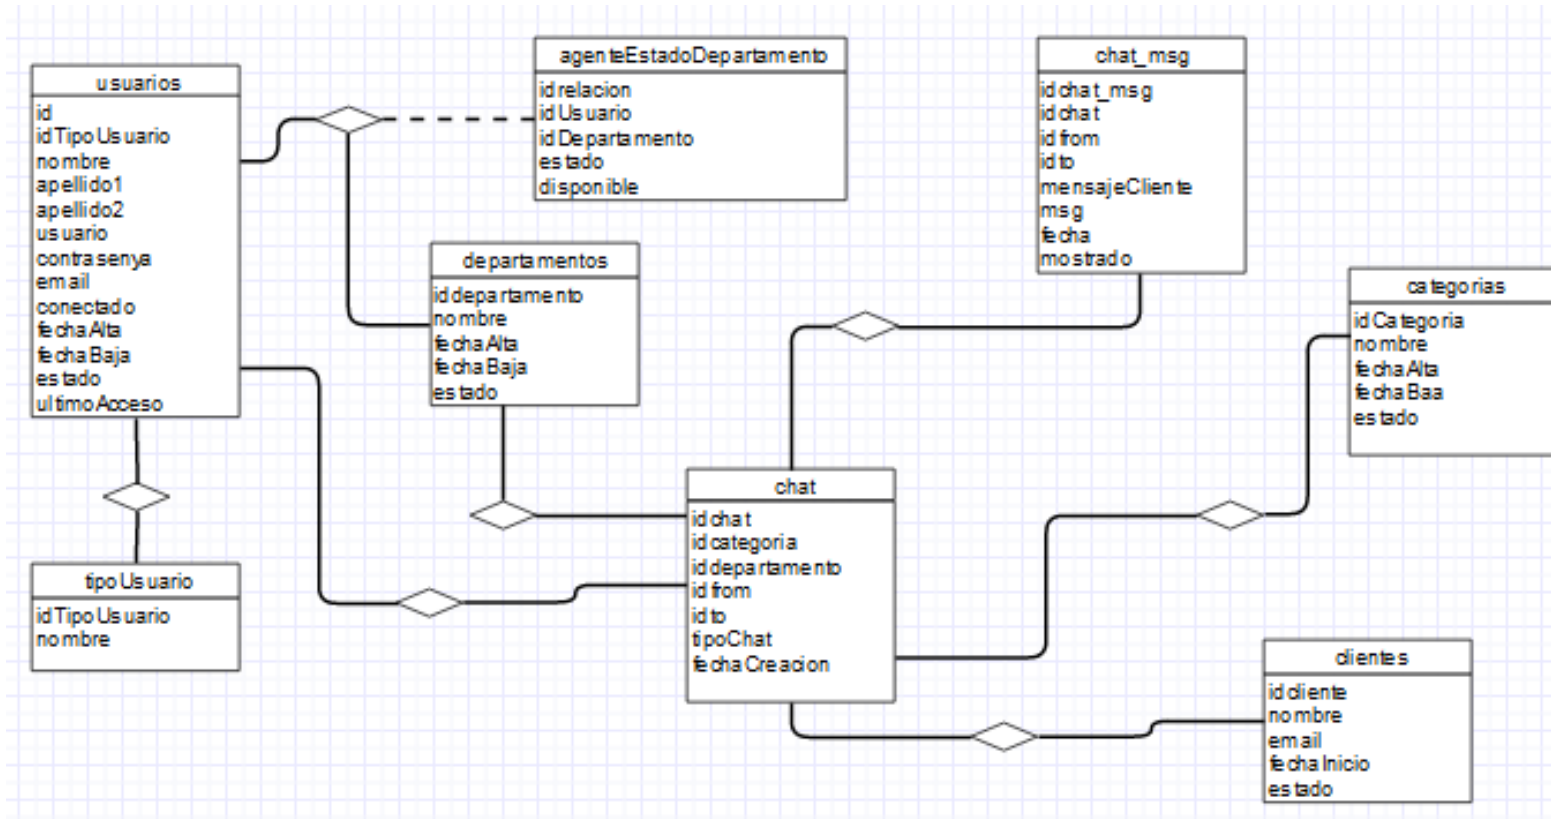 usuarios
id
idTipoUsuario
nombre
apellido1
apellido2
usuario
contrasenya
email
conectado
fechaAlta
fechaBaja
estado
ultimoAcceso
agenteEstadoDepartamento
idrelacion
idUsuario
idDepartamento
estado
disponible
chat_msg
idchat_msg
idchat
idfrom
idto
mensajeCliente
msg
fecha
mostrado
departamentos
iddepartamento
nombre
fechaAlta
fechaBaja
estado
categorias
idCategoria
nombre
fechaAlta
fechaBaa
estado
chat
idchat
idcategoria
iddepartamento
idfrom
idto
tipoChat
fechaCreacion
tipoUsuario
idTipoUsuario
nombre
clientes
idcliente
nombre
email
fechaInicio
estado